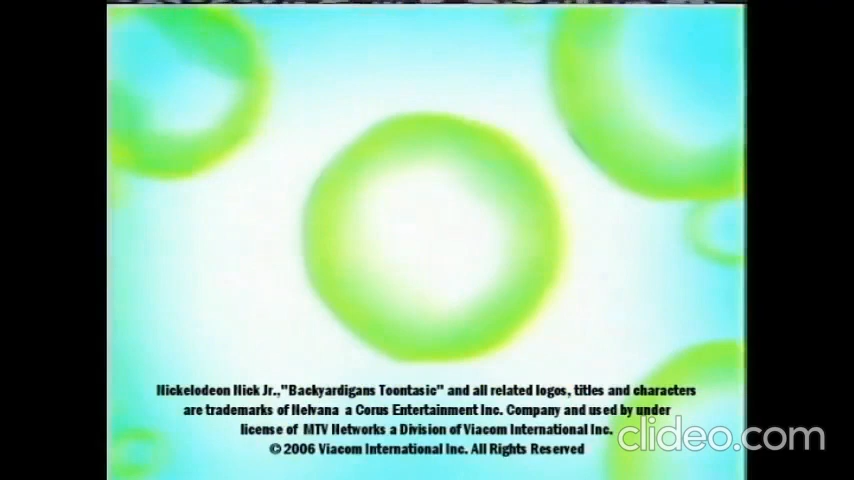 Nickelodeon Nick Jr.,"Backyardigans Toontasic" and all related logos, titles and characters
are trademarks of Nelvana a Corus Entertainment Inc. Company and used by under
license of MTV Networks a Division of Viacom International Inc.
© 2006 Viacom International Inc. All Rights Reserved
clideo.com